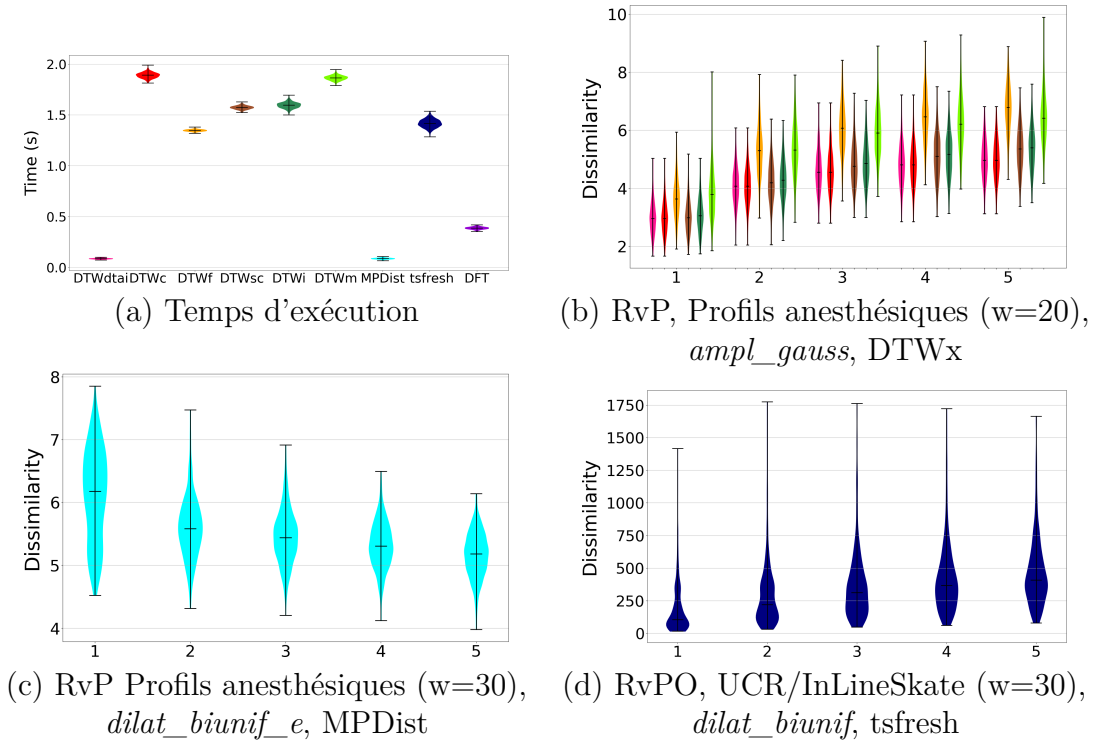 2.0
1.5
1.0
0.5
0.0
Time (s)
DTWdtai DTWc DTWf DTWsc DTWi DTWm MPDist tsfresh DFT
(a) Temps d'exécution
10
8
6
4
2
Dissimilarity
1 2 3 4 5
(b) RvP, Profils anesthésiques (w=20),
ampl_gauss, DTWx
8
7
6
5
4
Dissimilarity
1 2 3 4 5
(c) RvP Profils anesthésiques (w=30),
dilat_biunif_e, MPDist
1750
1500
1250
1000
750
500
250
0
Dissimilarity
1 2 3 4 5
(d) RvPO, UCR/InLineSkate (w=30),
dilat_biunif, tsfresh